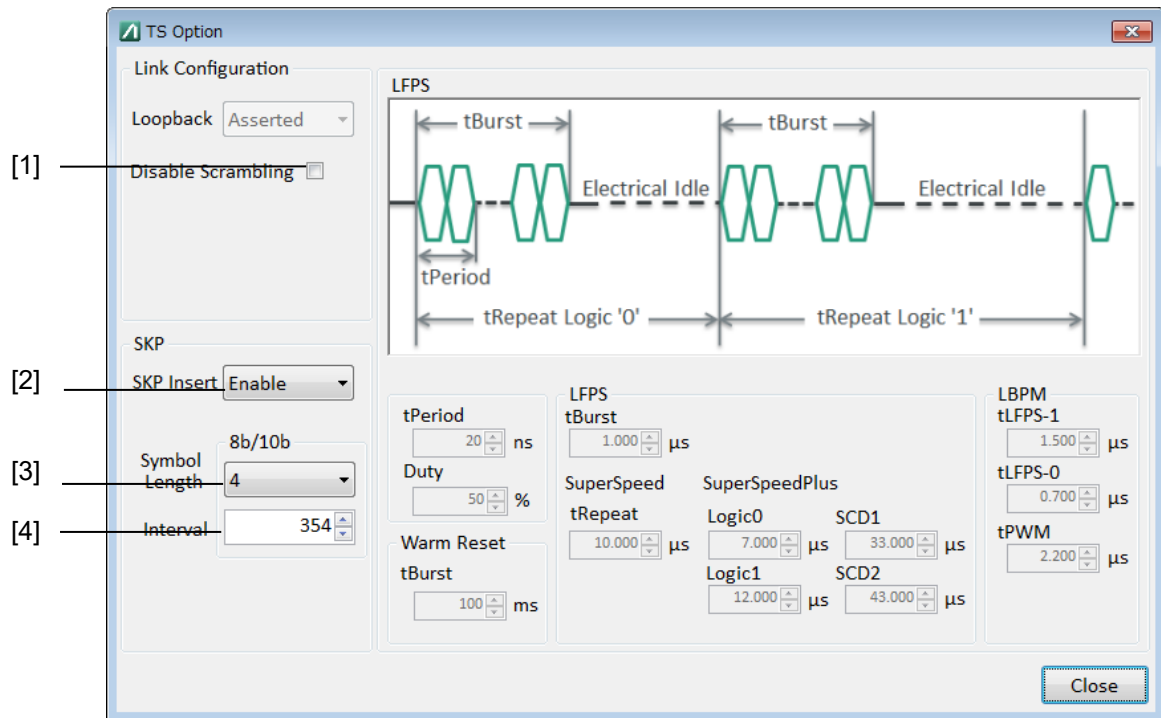 TS Option
Link Configuration
Loopback Asserted
[1]
Disable Scrambling
SKP
[2]
SKP Insert Enable
8b/10b
[3]
Symbol
Length 4
[4]
Interval 354
LFPS
tBurst
tBurst
Electrical Idle
Electrical Idle
tPeriod
tRepeat Logic '0'
tRepeat Logic '1'
tPeriod
20 ns
Duty
50 %
Warm Reset
tBurst
100 ms
LFPS
tBurst
1.000 µs
SuperSpeed
tRepeat
10.000 µs
SuperSpeedPlus
Logic0
7.000 µs
SCD1
33.000 µs
Logic1
12.000 µs
SCD2
43.000 µs
LBPM
tLFPS-1
1.500 µs
tLFPS-0
0.700 µs
tPWM
2.200 µs
Close